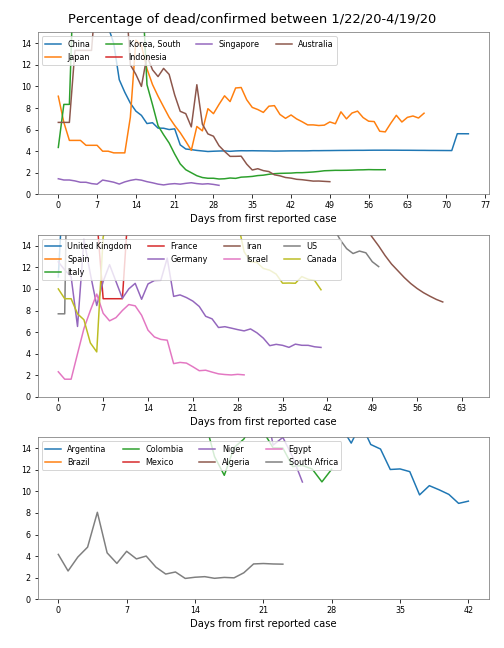 Percentage of dead/confirmed between 1/22/20-4/19/20
China Korea, South Singapore Australia
Japan Indonesia
14
12
10
8
6
4
2
0
0 7 14 21 28 35 42 49 56 63 70 77
Days from first reported case
United Kingdom France Iran US
Spain Germany Israel Canada
Italy
14
12
10
8
6
4
2
0
0 7 14 21 28 35 42 49 56 63
Days from first reported case
Argentina Colombia Niger Egypt
Brazil Mexico Algeria South Africa
14
12
10
8
6
4
2
0
0 7 14 21 28 35 42
Days from first reported case